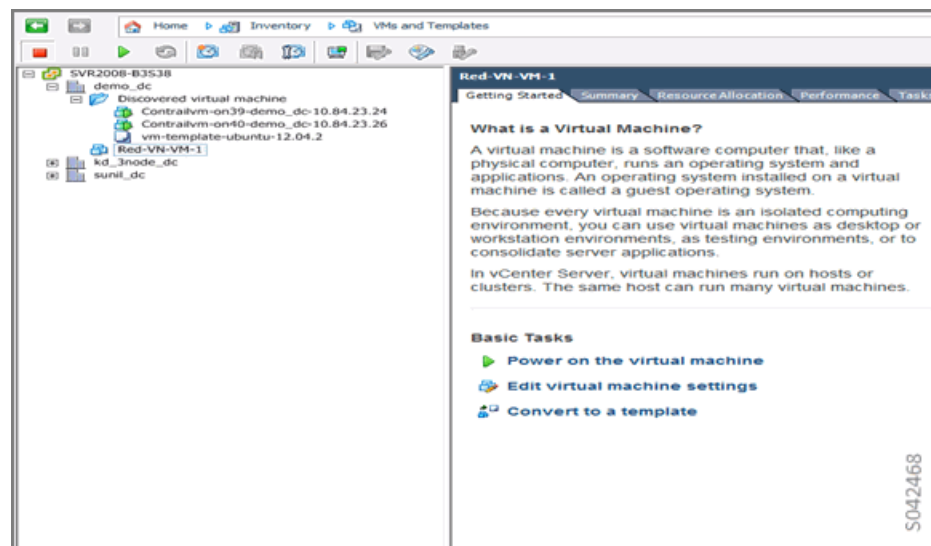 Home Inventory VMs and Templates
SVR2008-B3S38
demo_dc
Discovered virtual machine
Contrailvm-on39-demo_dc-10.84.23.24
Contrailvm-on40-demo_dc-10.84.23.26
vm-template-ubuntu-12.04.2
Red-VN-VM-1
kd_3node_dc
sunil_dc
Red-VN-VM-1
Getting Started Summary Resource Allocation Performance Tasks
What is a Virtual Machine?
A virtual machine is a software computer that, like a
physical computer, runs an operating system and
applications. An operating system installed on a virtual
machine is called a guest operating system.
Because every virtual machine is an isolated computing
environment, you can use virtual machines as desktop or
workstation environments, as testing environments, or to
consolidate server applications.
In vCenter Server, virtual machines run on hosts or
clusters. The same host can run many virtual machines.
Basic Tasks
Power on the virtual machine
Edit virtual machine settings
Convert to a template
S042468